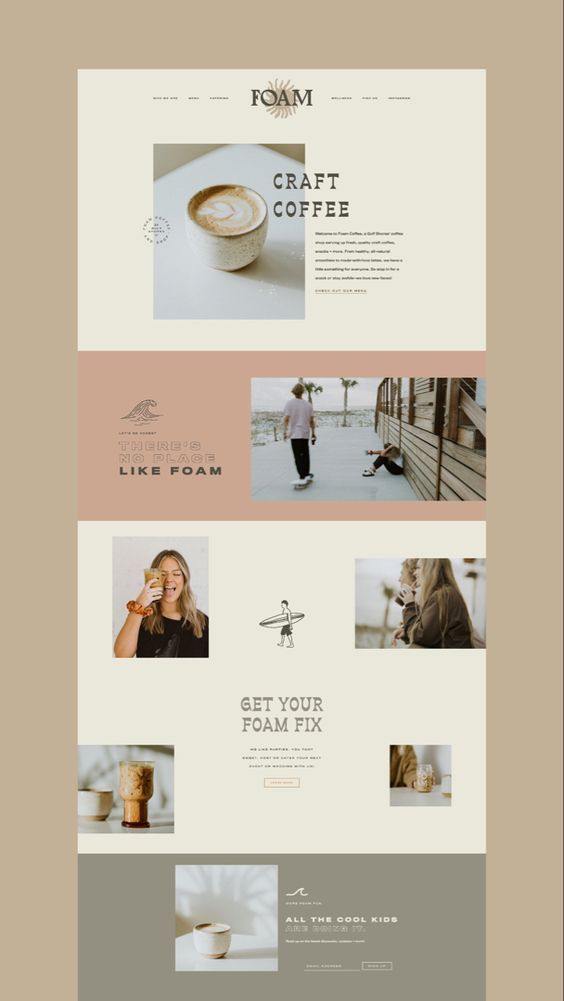 WHO WE ARE
MENU
CATERING
FOAM
WELLNESS
FIND US
INSTAGRAM
CRAFT
COFFEE
Welcome to Foam Coffee, a Gulf Shores' coffee
shop serving up fresh, quality craft coffee,
snacks + more. From healthy, all-natural
smoothies to made-with-love lattes, we have a
little something for everyone. So stop in for a
snack or stay awhile–we love new faces!
CHECK OUT OUR MENU
LET'S BE HONEST
THERE'S
NO PLACE
LIKE FOAM
GET YOUR
FOAM FIX
WE LIKE PARTIES. YOU TOO?
SWEET. HOST OR CATER YOUR NEXT
EVENT OR WEDDING WITH US!
LEARN MORE
MORE FOAM FUN
ALL THE COOL KIDS
ARE DOING IT.
EMAIL ADDRESS
SIGN UP